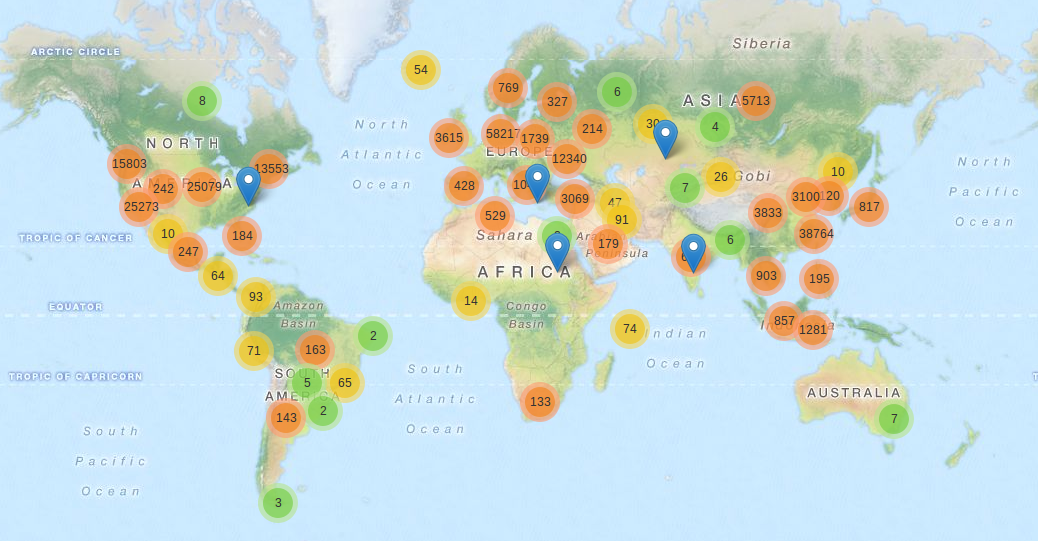 Siberia
ARCTIC CIRCLE
54
769
6
327
ASIA
5713
8
North
Atlantic
Ocean
3615
58217
1739
214
30
4
NORTH
EUROPE
12340
15803
13553
242
25079
428
3069
47
7
26
Gobi
10
3100
120
North
Pacific
Ocean
25273
529
91
3833
817
TROPIC OF CANCER
10
184
Sahara
179
Peninsula
6
38764
247
64
AFRICA
903
195
93
Amazon
Basin
14
Congo
Basin
EQUATOR
74
Indian
Ocean
857
1281
2
71
163
South
Atlantic
Ocean
TROPIC OF CAPRICORN
SOUTH
AMERICA
5
65
2
143
133
AUSTRALIA
7
South
Pacific
Ocean
3